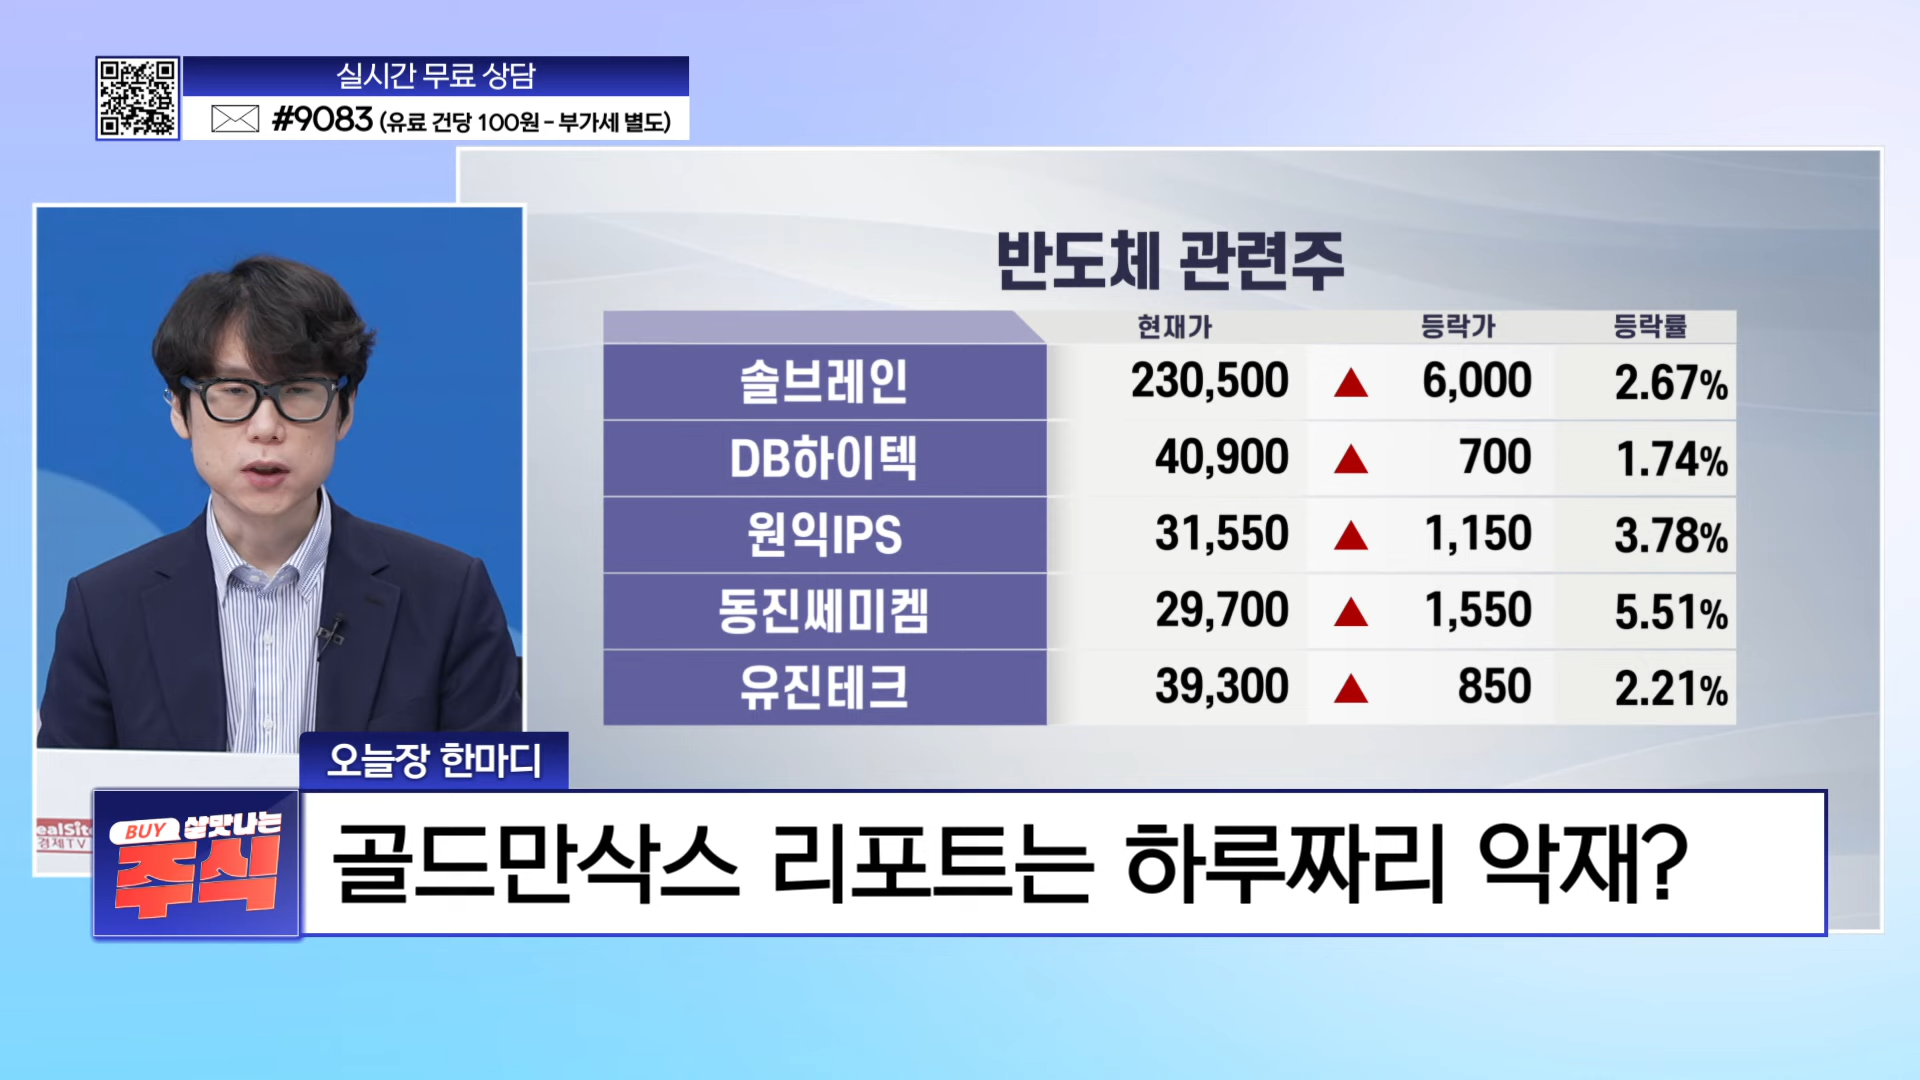 실시간 무료 상담
#9083 (유료 건당 100원 - 부가세 별도)
반도체 관련주
현재가 등락가 등락률
솔브레인 230,500 ▲ 6,000 2.67%
DB하이텍 40,900 ▲ 700 1.74%
원익IPS 31,550 ▲ 1,150 3.78%
동진쎄미켐 29,700 ▲ 1,550 5.51%
유진테크 39,300 ▲ 850 2.21%
오늘장 한마디
ealSite
경제TV
BUY 살맛나는
주식
골드만삭스 리포트는 하루짜리 악재?